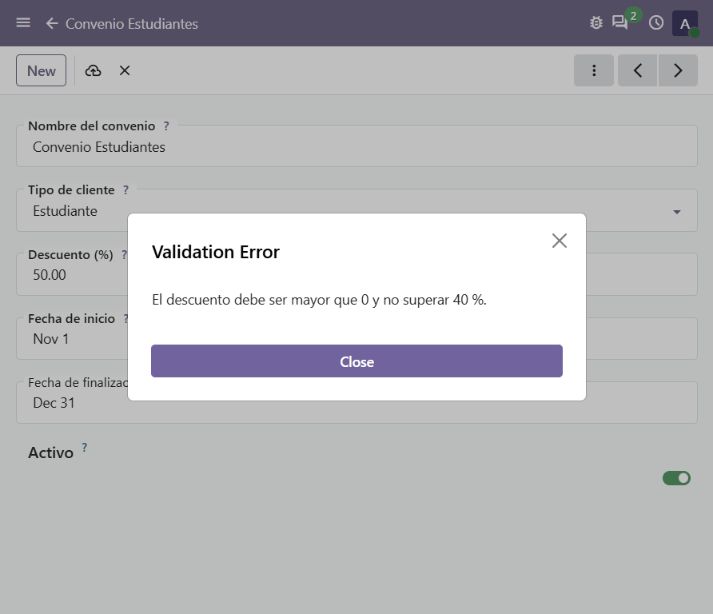 Convenio Estudiantes
2
A
New
Nombre del convenio ?
Convenio Estudiantes
Tipo de cliente ?
Estudiante
Descuento (%) ?
50.00
Validation Error
El descuento debe ser mayor que 0 y no superar 40 %.
Close
Fecha de inicio ?
Nov 1
Fecha de finalizac
Dec 31
Activo ?